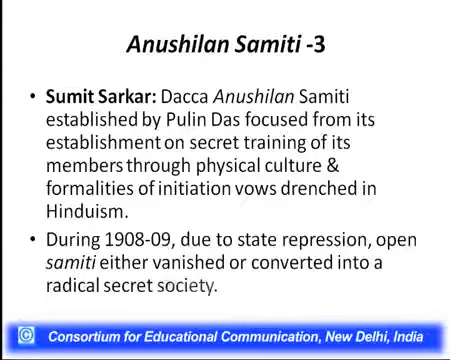 Anushilan Samiti -3
• Sumit Sarkar: Dacca Anushilan Samiti
established by Pulin Das focused from its
establishment on secret training of its
members through physical culture &
formalities of initiation vows drenched in
Hinduism.
• During 1908-09, due to state repression, open
samiti either vanished or converted into a
radical secret society.
© Consortium for Educational Communication, New Delhi, India